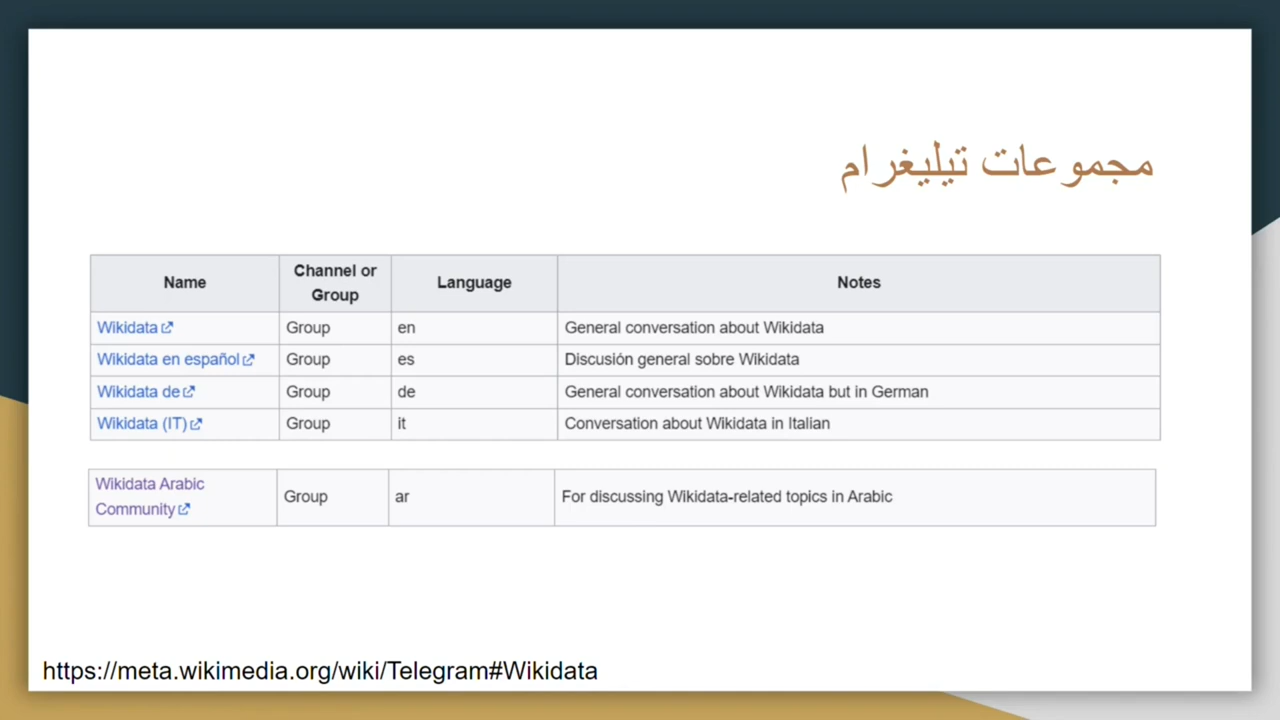 مجموعات تيليغرام
Name Channel or Group Language Notes
Wikidata Group en General conversation about Wikidata
Wikidata en español Group es Discusión general sobre Wikidata
Wikidata de Group de General conversation about Wikidata but in German
Wikidata (IT) Group it Conversation about Wikidata in Italian
Wikidata Arabic Community Group ar For discussing Wikidata-related topics in Arabic
https://meta.wikimedia.org/wiki/Telegram#Wikidata